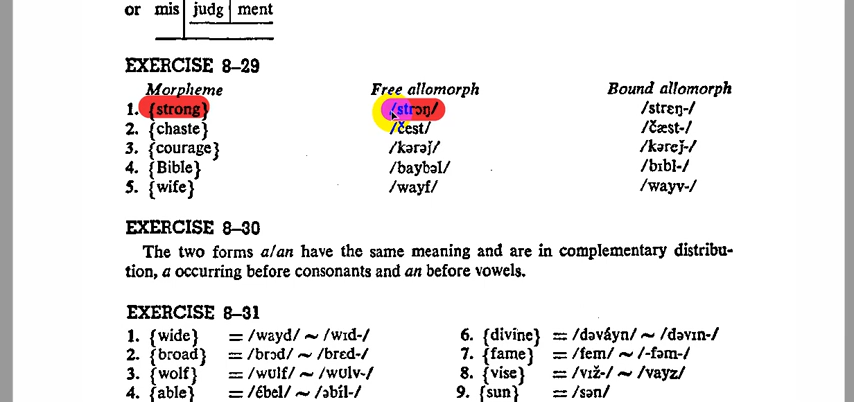 or mis judg ment
EXERCISE 8–29
Morpheme Free allomorph Bound allomorph
1. {strong} /strɔŋ/ /strɛŋ-/
2. {chaste} /čest/ /čæst-/
3. {courage} /kərəǰ/ /kərej-/
4. {Bible} /baybəl/ /bɪbl-/
5. {wife} /wayf/ /wayv-/
EXERCISE 8–30
The two forms a/an have the same meaning and are in complementary distribu-
tion, a occurring before consonants and an before vowels.
EXERCISE 8–31
1. {wide} = /wayd/ ~ /wɪd-/ 6. {divine} = /dəváyn/ ~ /dəvɪn-/
2. {broad} = /brɔd/ ~ /brɛd-/ 7. {fame} = /fem/ ~ /-fəm-/
3. {wolf} = /wʊlf/ ~ /wʊlv-/ 8. {vise} = /vɪž-/ ~ /vayz/
4. {able} = /ébel/ ~ /əbíl-/ 9. {sun} = /sən/